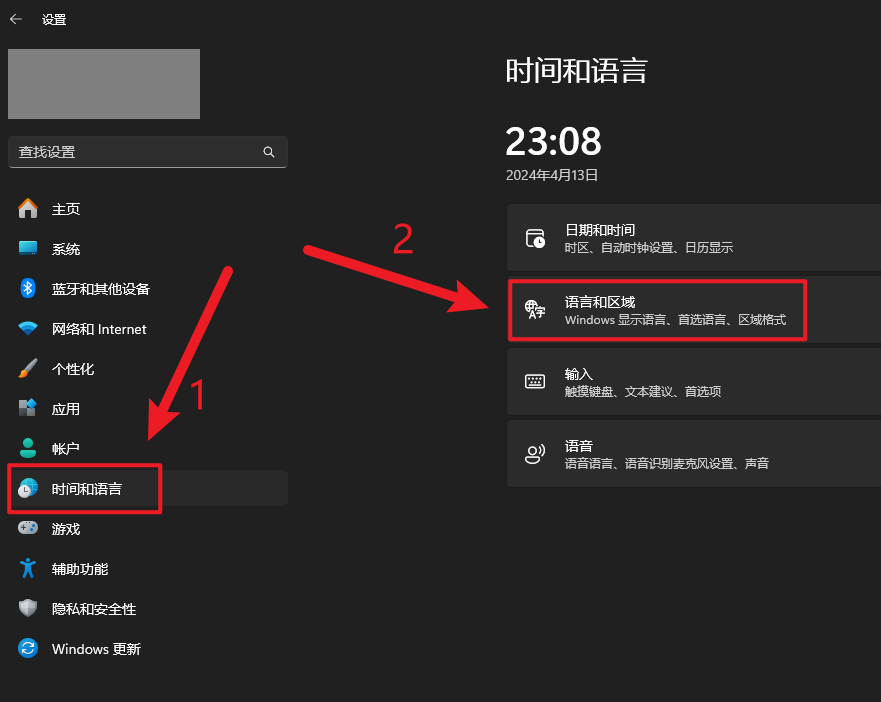 设置
查找设置
主页
系统
蓝牙和其他设备
网络和 Internet
个性化
应用
帐户
时间和语言
游戏
辅助功能
隐私和安全性
Windows 更新
1
时间和语言
23:08
2024年4月13日
2
日期和时间
时区、自动时钟设置、日历显示
语言和区域
Windows 显示语言、首选语言、区域格式
输入
触摸键盘、文本建议、首选项
语音
语音语言、语音识别麦克风设置、声音